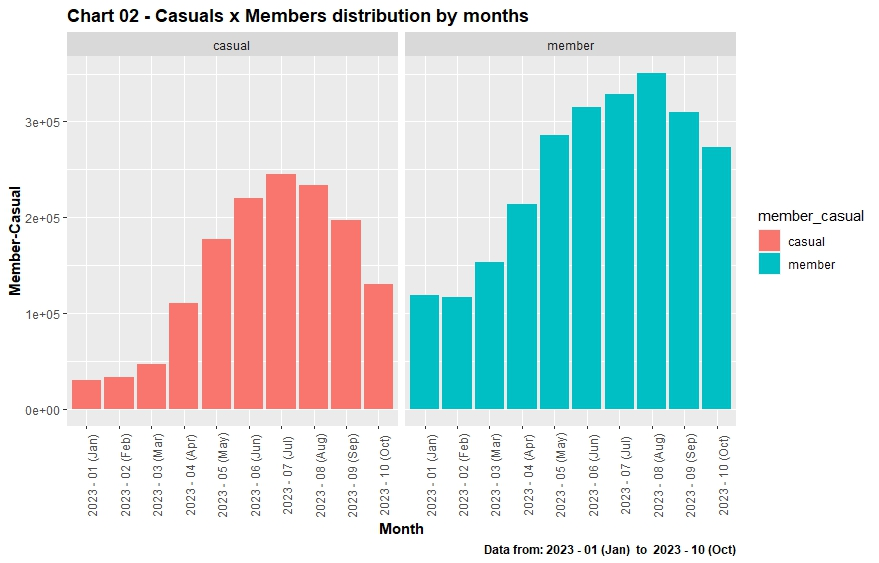 Chart 02 - Casuals x Members distribution by months
casual
member
Member-Casual
3e+05
2e+05
1e+05
0e+00
2023 - 01 (Jan)
2023 - 02 (Feb)
2023 - 03 (Mar)
2023 - 04 (Apr)
2023 - 05 (May)
2023 - 06 (Jun)
2023 - 07 (Jul)
2023 - 08 (Aug)
2023 - 09 (Sep)
2023 - 10 (Oct)
2023 - 01 (Jan)
2023 - 02 (Feb)
2023 - 03 (Mar)
2023 - 04 (Apr)
2023 - 05 (May)
2023 - 06 (Jun)
2023 - 07 (Jul)
2023 - 08 (Aug)
2023 - 09 (Sep)
2023 - 10 (Oct)
Month
member_casual
casual
member
Data from: 2023 - 01 (Jan) to 2023 - 10 (Oct)